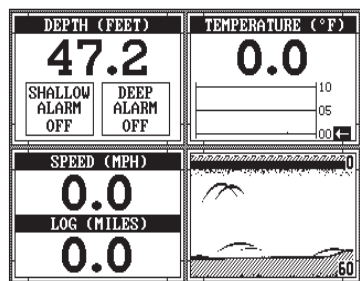 DEPTH (FEET)
47.2
SHALLOW
ALARM
OFF
DEEP
ALARM
OFF
TEMPERATURE (°F)
0.0
10
05
00
SPEED (MPH)
0.0
LOG (MILES)
0.0
0
60